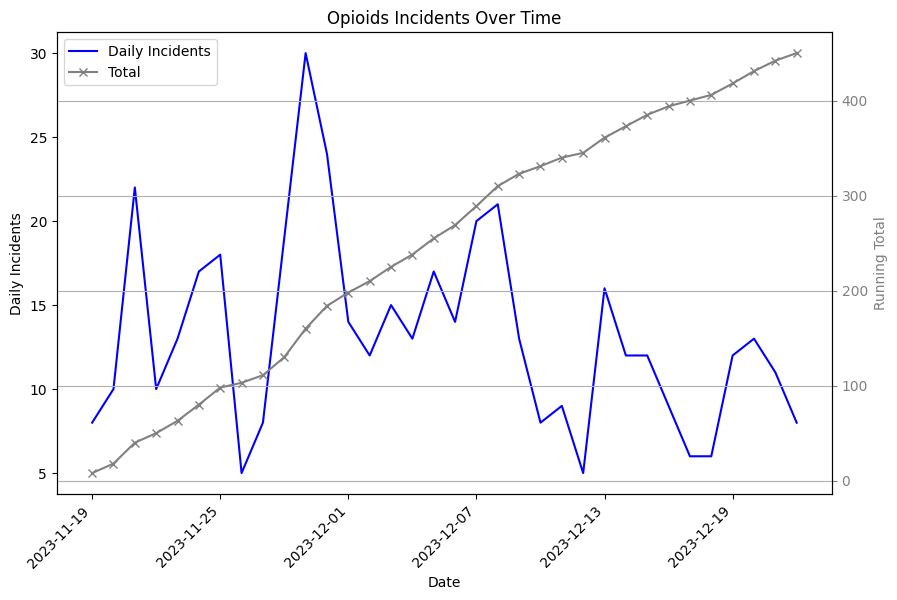 Opioids Incidents Over Time
Daily Incidents
Total
30
25
20
15
10
5
Daily Incidents
400
300
200
100
0
Running Total
2023-11-19
2023-11-25
2023-12-01
2023-12-07
2023-12-13
2023-12-19
Date